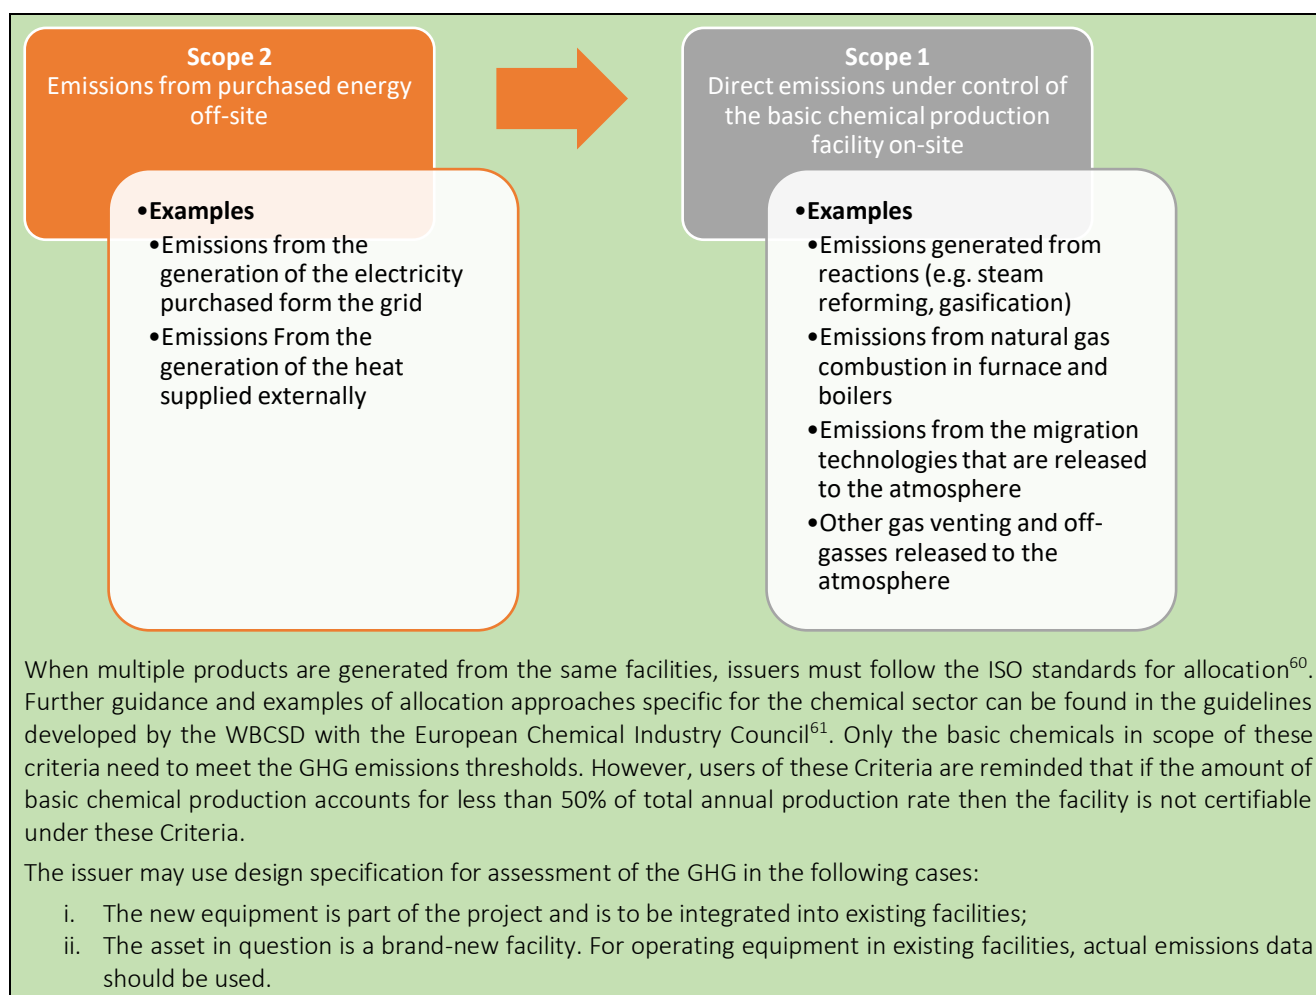 Scope 2
Emissions from purchased energy
off-site
•Examples
•Emissions from the
generation of the electricity
purchased form the grid
•Emissions From the
generation of the heat
supplied externally
Scope 1
Direct emissions under control of
the basic chemical production
facility on-site
•Examples
•Emissions generated from
reactions (e.g. steam
reforming, gasification)
•Emissions from natural gas
combustion in furnace and
boilers
•Emissions from the migration
technologies that are released
to the atmosphere
•Other gas venting and off-
gasses released to the
atmosphere
When multiple products are generated from the same facilities, issuers must follow the ISO standards for allocation60.
Further guidance and examples of allocation approaches specific for the chemical sector can be found in the guidelines
developed by the WBCSD with the European Chemical Industry Council61. Only the basic chemicals in scope of these
criteria need to meet the GHG emissions thresholds. However, users of these Criteria are reminded that if the amount of
basic chemical production accounts for less than 50% of total annual production rate then the facility is not certifiable
under these Criteria.
The issuer may use design specification for assessment of the GHG in the following cases:
i. The new equipment is part of the project and is to be integrated into existing facilities;
ii. The asset in question is a brand-new facility. For operating equipment in existing facilities, actual emissions data
should be used.